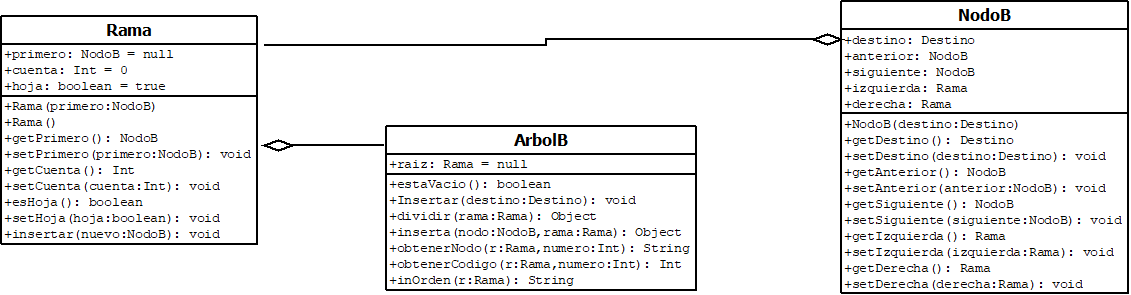 Rama
+primero: NodoB = null
+cuenta: Int = 0
+hoja: boolean = true
+Rama(primero:NodoB)
+Rama()
+getPrimero(): NodoB
+setPrimero(primero:NodoB): void
+getCuenta(): Int
+setCuenta(cuenta:Int): void
+esHoja(): boolean
+setHoja(hoja:boolean): void
+insertar(nuevo:NodoB): void
ArbolB
+raiz: Rama = null
+estaVacio(): boolean
+Insertar(destino:Destino): void
+dividir(rama:Rama): Object
+inserta(nodo:NodoB,rama:Rama): Object
+obtenerNodo(r:Rama,numero:Int): String
+obtenerCodigo(r:Rama,numero:Int): Int
+inOrden(r:Rama): String
NodoB
+destino: Destino
+anterior: NodoB
+siguiente: NodoB
+izquierda: Rama
+derecha: Rama
+NodoB(destino:Destino)
+getDestino(): Destino
+setDestino(destino:Destino): void
+getAnterior(): NodoB
+setAnterior(anterior:NodoB): void
+getSiguiente(): NodoB
+setSiguiente(siguiente:NodoB): void
+getIzquierda(): Rama
+setIzquierda(izquierda:Rama): void
+getDerecha(): Rama
+setDerecha(derecha:Rama): void